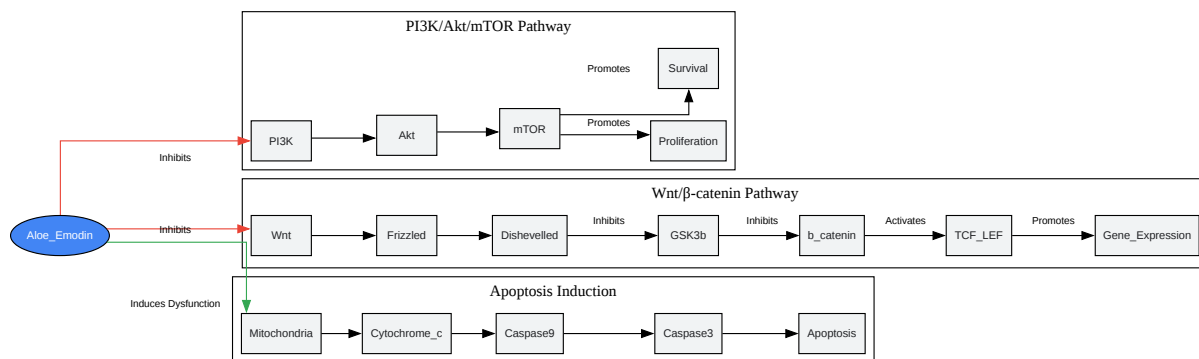 PI3K/Akt/mTOR Pathway
Promotes
Survival
PI3K
Akt
mTOR
Promotes
Proliferation
Inhibits
Wnt/β-catenin Pathway
Aloe_Emodin
Inhibits
Wnt
Frizzled
Dishevelled
Inhibits
GSK3b
Inhibits
b_catenin
Activates
TCF_LEF
Promotes
Gene_Expression
Apoptosis Induction
Induces Dysfunction
Mitochondria
Cytochrome_c
Caspase9
Caspase3
Apoptosis